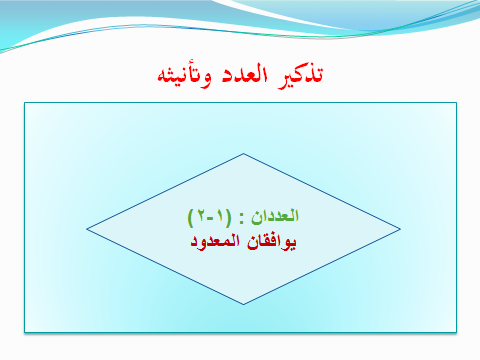 تذكير العدد وتأنيثه
العددان : (١-٢)
يوافقان المعدود